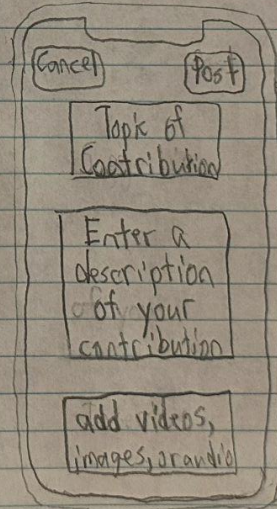 Cancel Post
Topic of
Contribution
Enter a
description
of your
contribution
add videos,
images, or audio